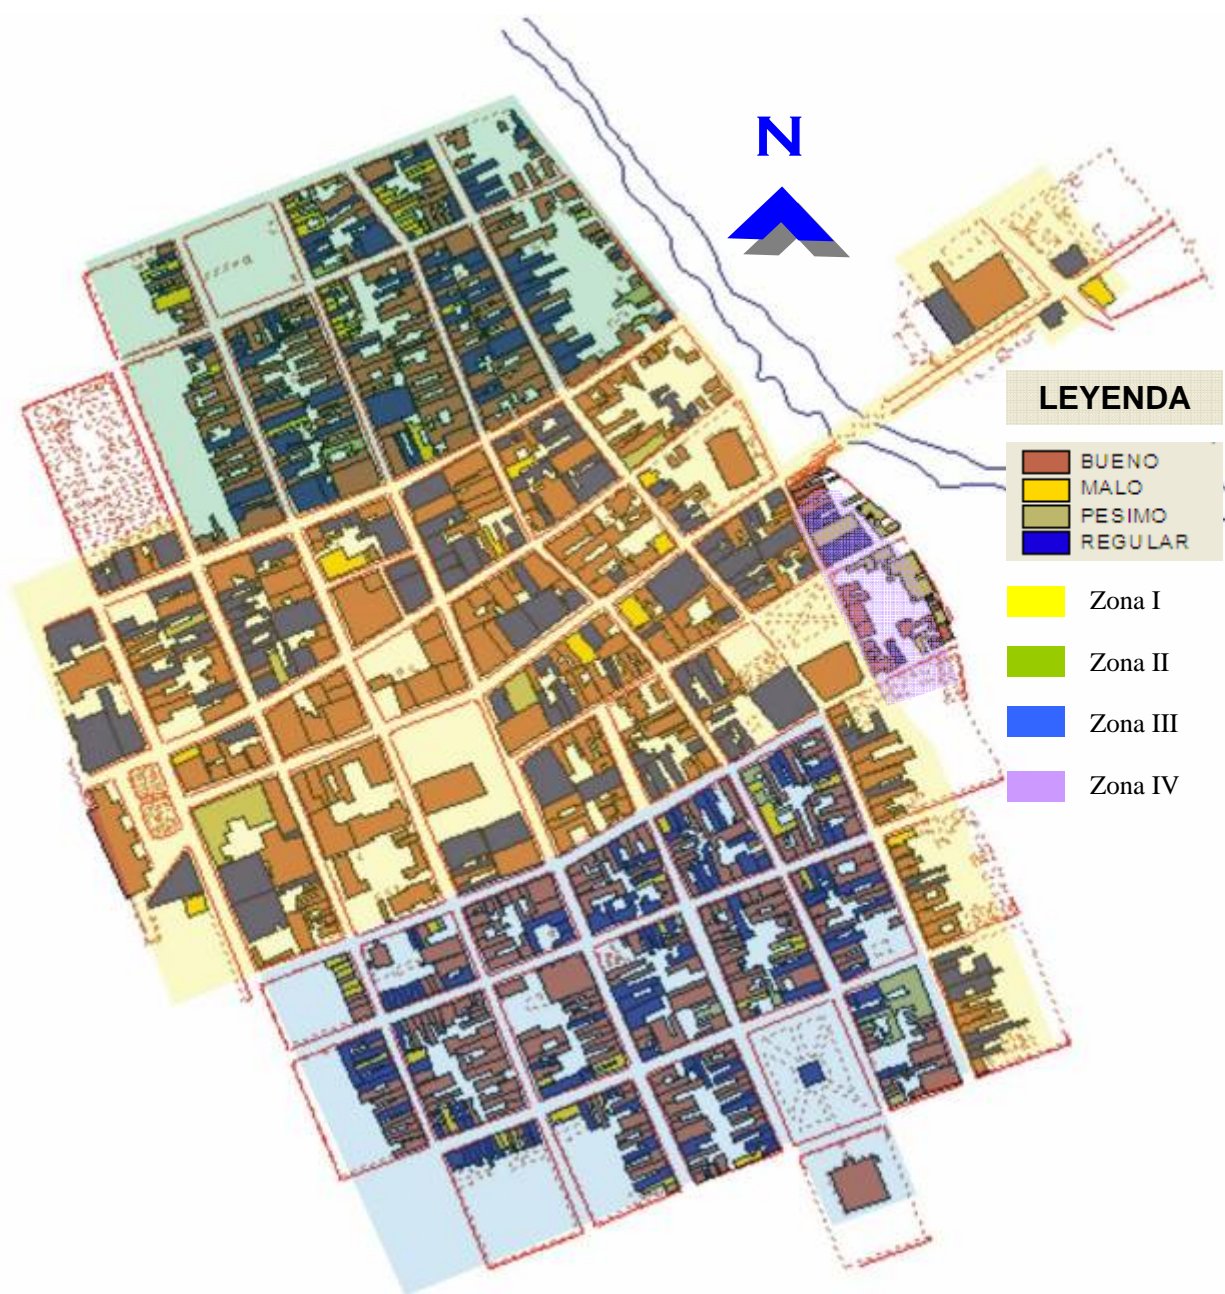 N
LEYENDA
BUENO
MALO
PESIMO
REGULAR
Zona I
Zona II
Zona III
Zona IV